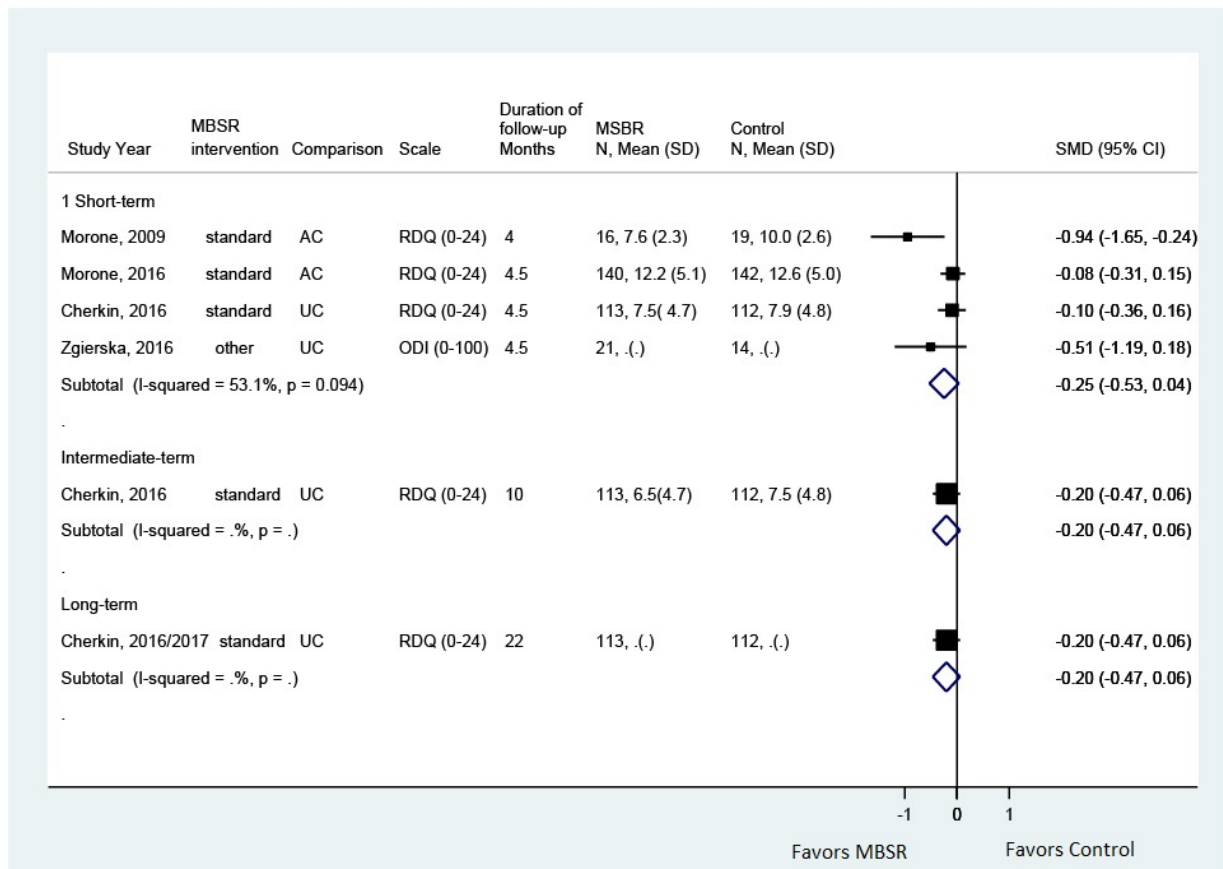 Study Year MBSR intervention Comparison Scale Duration of follow-up Months MSBR N, Mean (SD) Control N, Mean (SD) SMD (95% CI)
1 Short-term
Morone, 2009 standard AC RDQ (0-24) 4 16, 7.6 (2.3) 19, 10.0 (2.6) -0.94 (-1.65, -0.24)
Morone, 2016 standard AC RDQ (0-24) 4.5 140, 12.2 (5.1) 142, 12.6 (5.0) -0.08 (-0.31, 0.15)
Cherkin, 2016 standard UC RDQ (0-24) 4.5 113, 7.5( 4.7) 112, 7.9 (4.8) -0.10 (-0.36, 0.16)
Zgierska, 2016 other UC ODI (0-100) 4.5 21, .(.) 14, .(.) -0.51 (-1.19, 0.18)
Subtotal (I-squared = 53.1%, p = 0.094) -0.25 (-0.53, 0.04)
.
Intermediate-term
Cherkin, 2016 standard UC RDQ (0-24) 10 113, 6.5(4.7) 112, 7.5 (4.8) -0.20 (-0.47, 0.06)
Subtotal (I-squared = .%, p = .) -0.20 (-0.47, 0.06)
.
Long-term
Cherkin, 2016/2017 standard UC RDQ (0-24) 22 113, .(.) 112, .(.) -0.20 (-0.47, 0.06)
Subtotal (I-squared = .%, p = .) -0.20 (-0.47, 0.06)
.
-1 0 1
Favors MBSR Favors Control